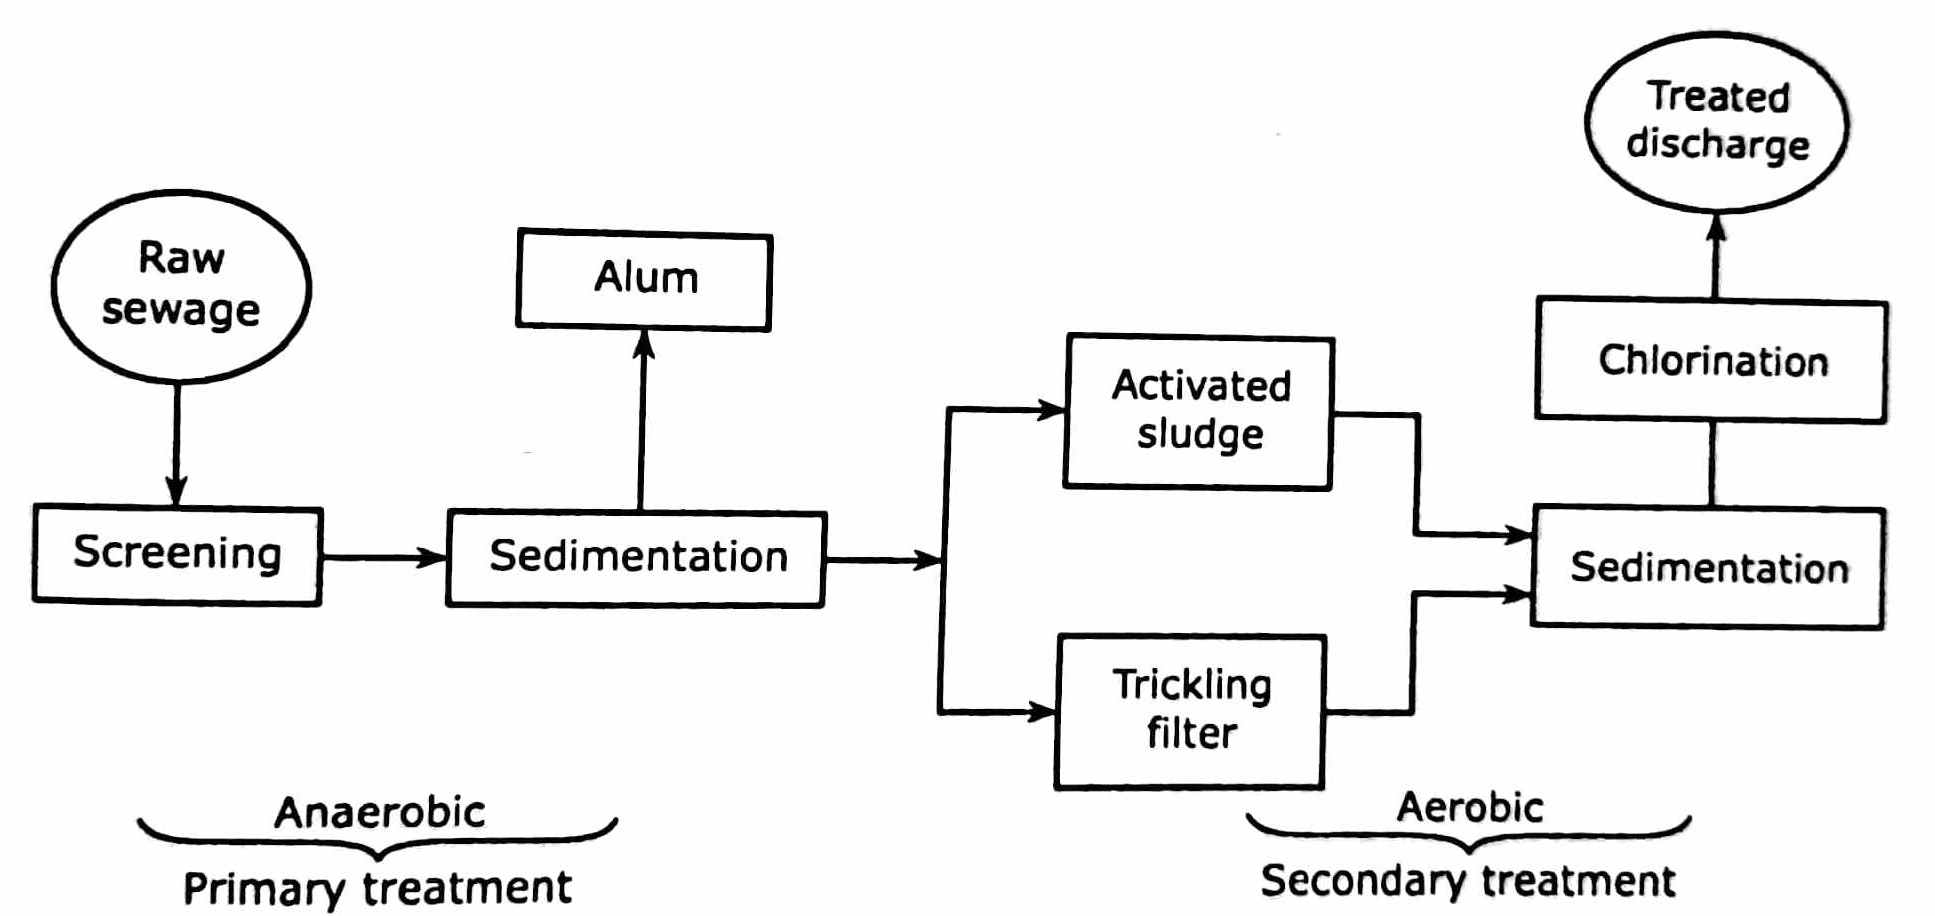 Raw
sewage
Screening
Alum
Sedimentation
Activated
sludge
Trickling
filter
Treated
discharge
Chlorination
Sedimentation
Anaerobic
Primary treatment
Aerobic
Secondary treatment